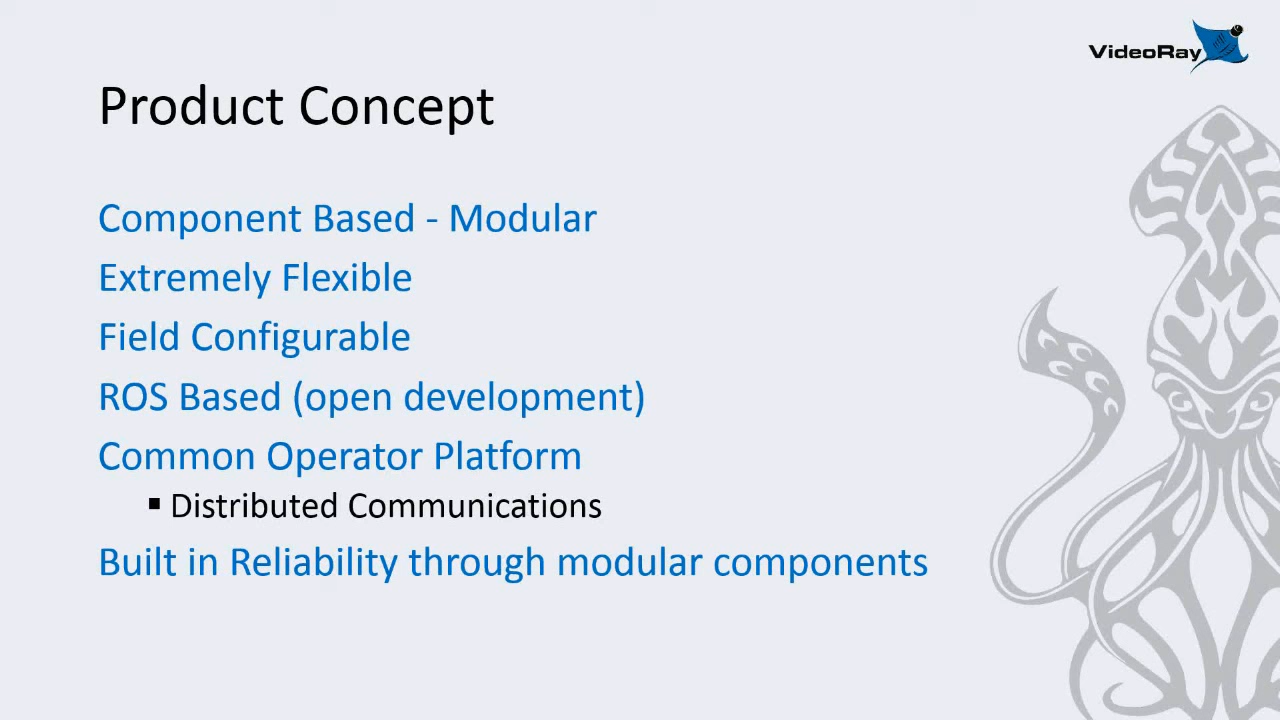 VideoRay
Product Concept
Component Based - Modular
Extremely Flexible
Field Configurable
ROS Based (open development)
Common Operator Platform
▪ Distributed Communications
Built in Reliability through modular components